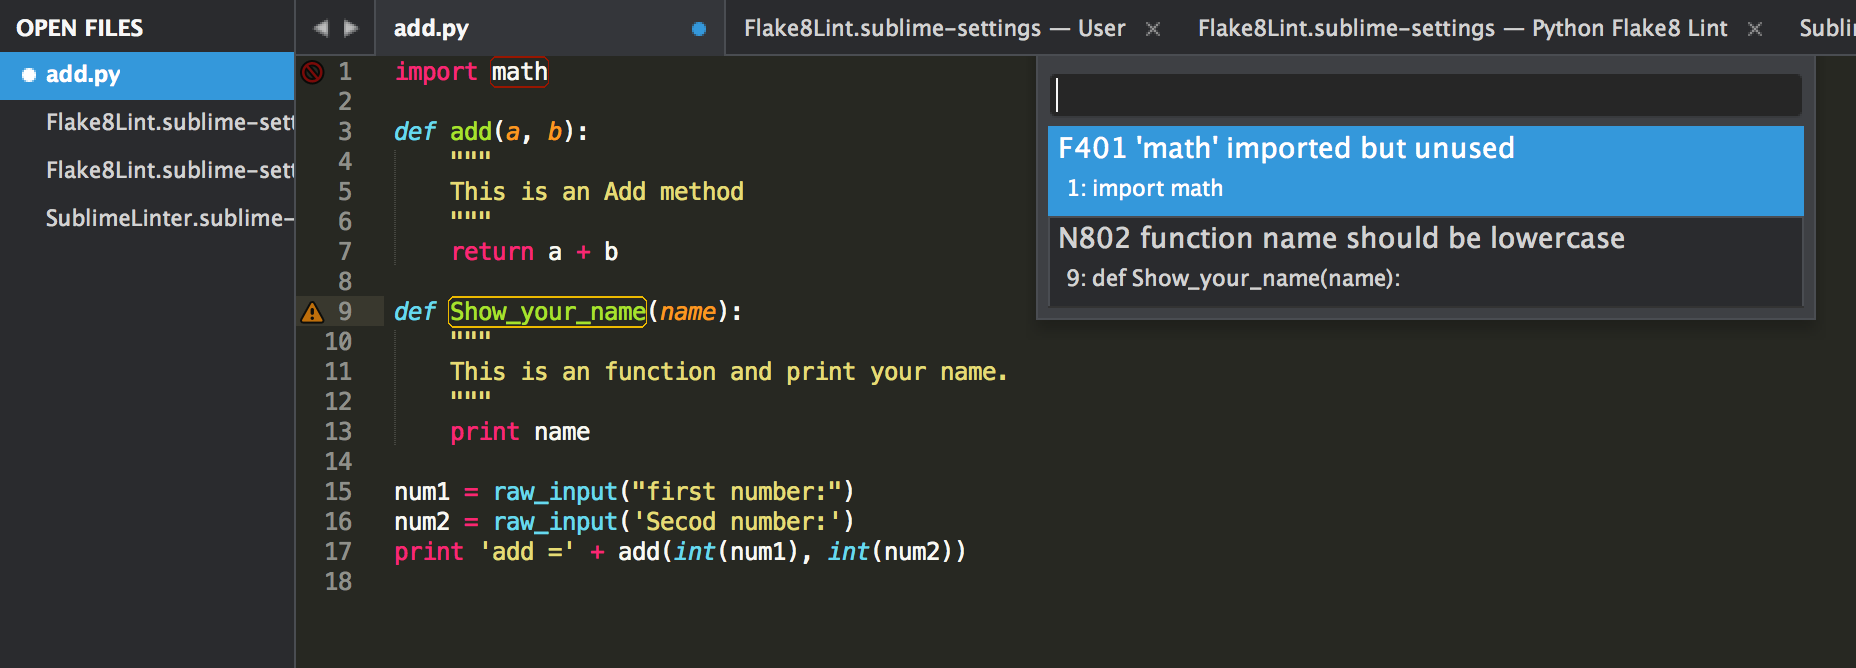 OPEN FILES
add.py
Flake8Lint.sublime-sett
Flake8Lint.sublime-sett
SublimeLinter.sublime-
add.py
Flake8Lint.sublime-settings — User
Flake8Lint.sublime-settings — Python Flake8 Lint
Subli
1 import math
2
3 def add(a, b):
4 """
5 This is an Add method
6 """
7 return a + b
8
9 def Show_your_name(name):
10 """
11 This is an function and print your name.
12 """
13 print name
14
15 num1 = raw_input("first number:")
16 num2 = raw_input('Secod number:')
17 print 'add =' + add(int(num1), int(num2))
18
F401 'math' imported but unused
1: import math
N802 function name should be lowercase
9: def Show_your_name(name):